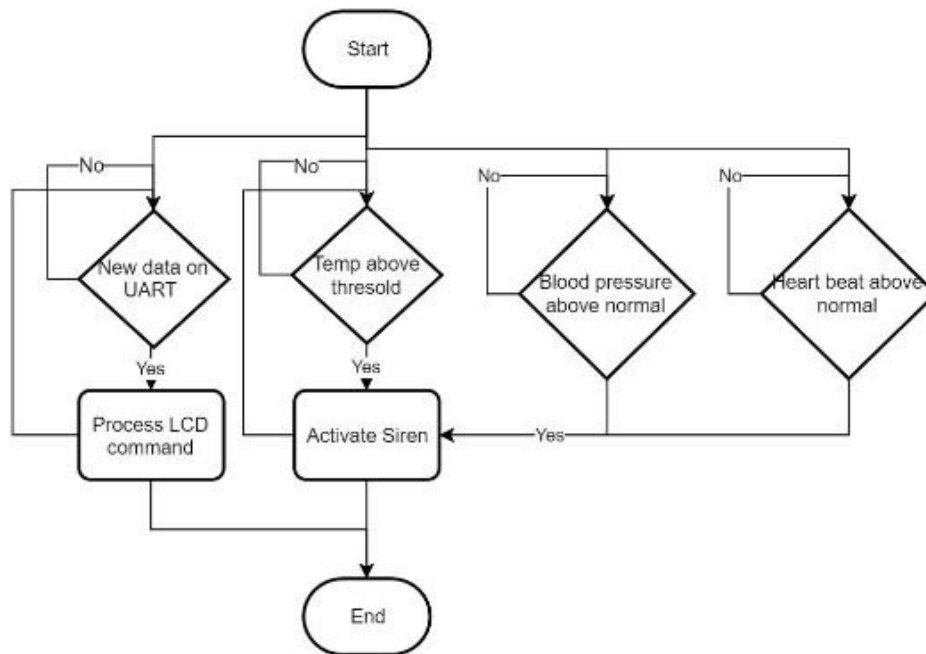 Start
No
No
No
No
New data on
UART
Temp above
thresold
Blood pressure
above normal
Heart beat above
normal
Yes
Yes
Process LCD
command
Activate Siren
Yes
End